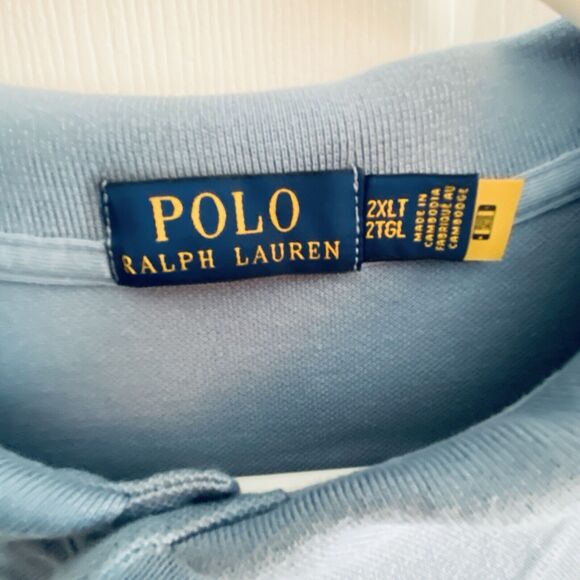 POLO
RALPH LAUREN
2XLT
2TGL
MADE IN
CAMBODIA
FABRIQUÉ AU
CAMBODGE